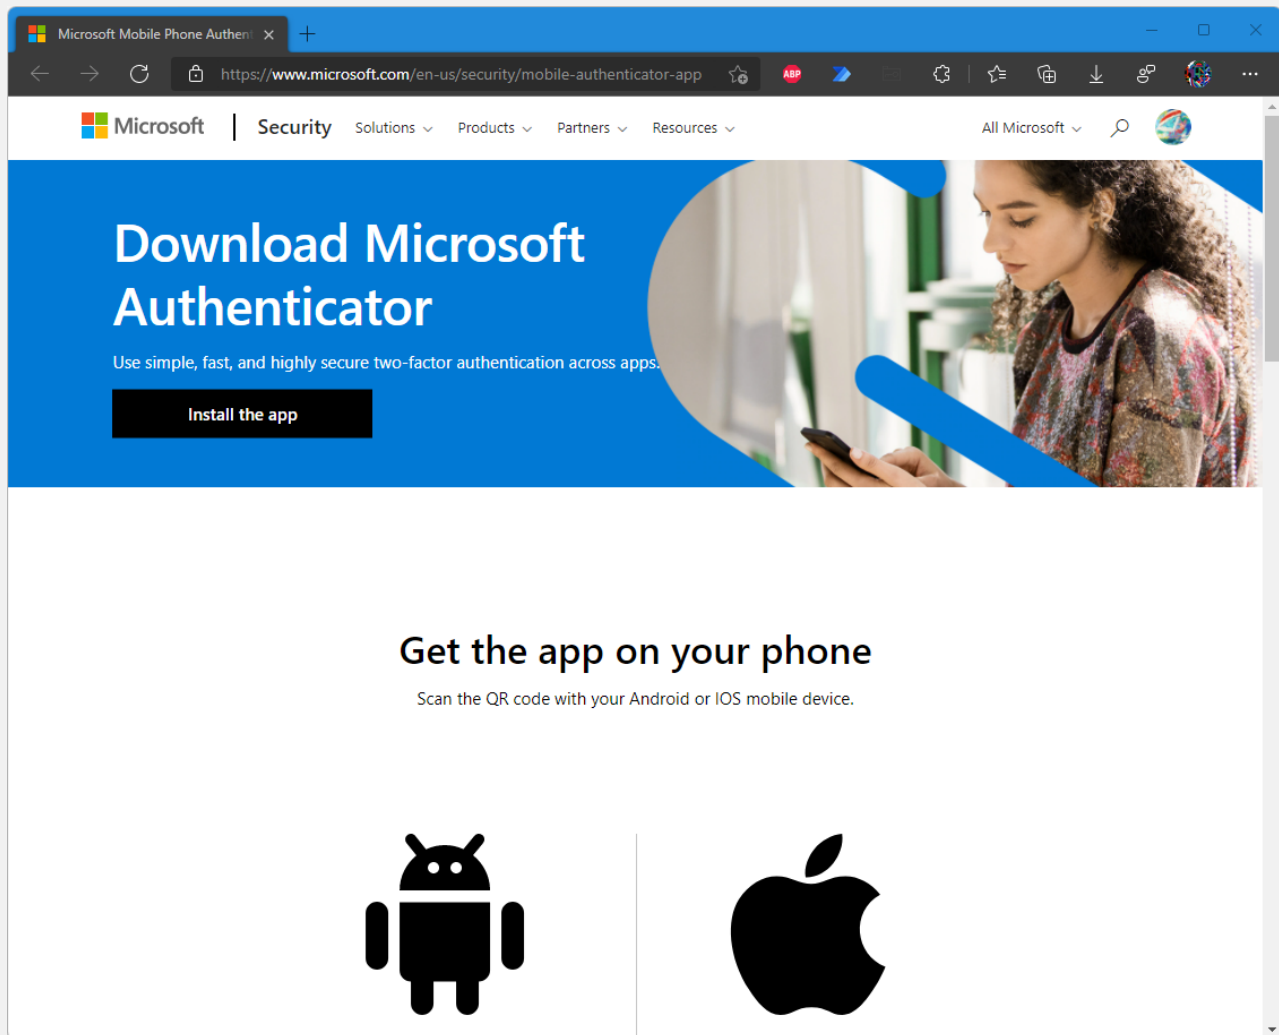 Microsoft Mobile Phone Authent
https://www.microsoft.com/en-us/security/mobile-authenticator-app
ABP
Microsoft
Security
Solutions
Products
Partners
Resources
All Microsoft
Download Microsoft
Authenticator
Use simple, fast, and highly secure two-factor authentication across apps.
Install the app
Get the app on your phone
Scan the QR code with your Android or IOS mobile device.